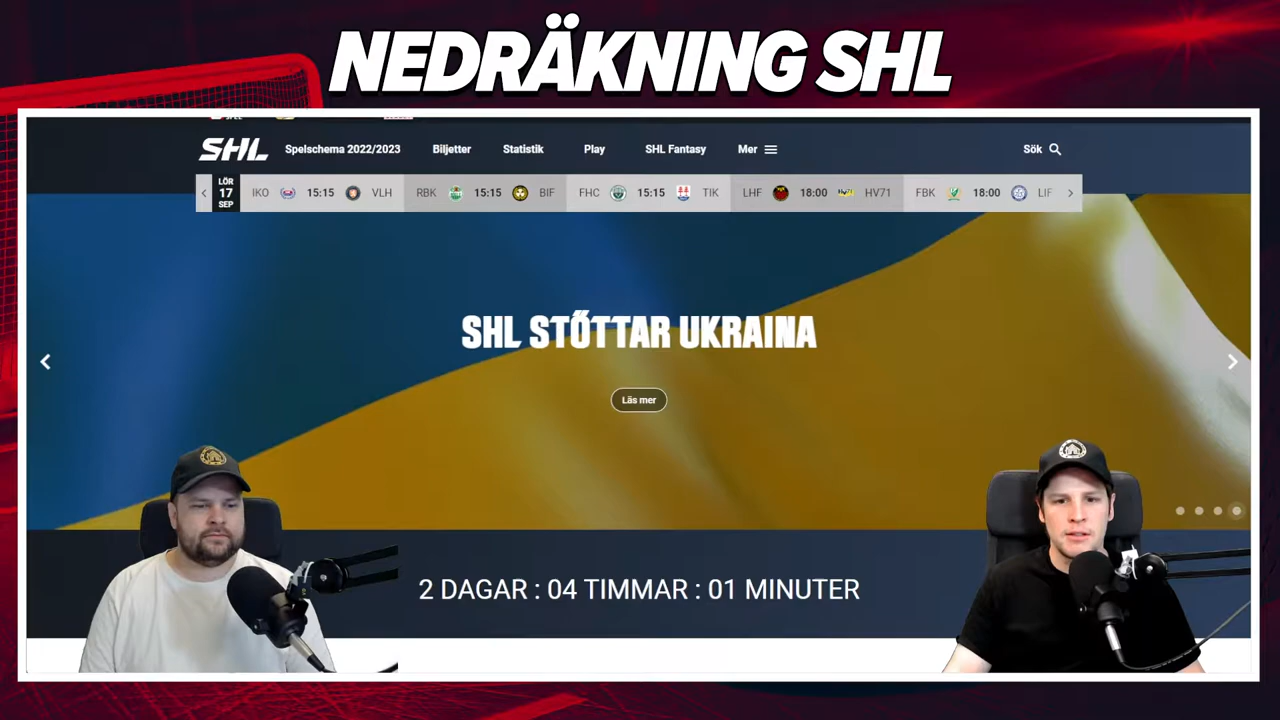 NEDRÄKNING SHL
SHL Spelschema 2022/2023 Biljetter Statistik Play SHL Fantasy Mer Sök
LÖR 17 SEP
IKO 15:15 VLH RBK 15:15 BIF FHC 15:15 TIK LHF 18:00 HV71 FBK 18:00 LIF
SHL STÖTTAR UKRAINA
Läs mer
2 DAGAR : 04 TIMMAR : 01 MINUTER